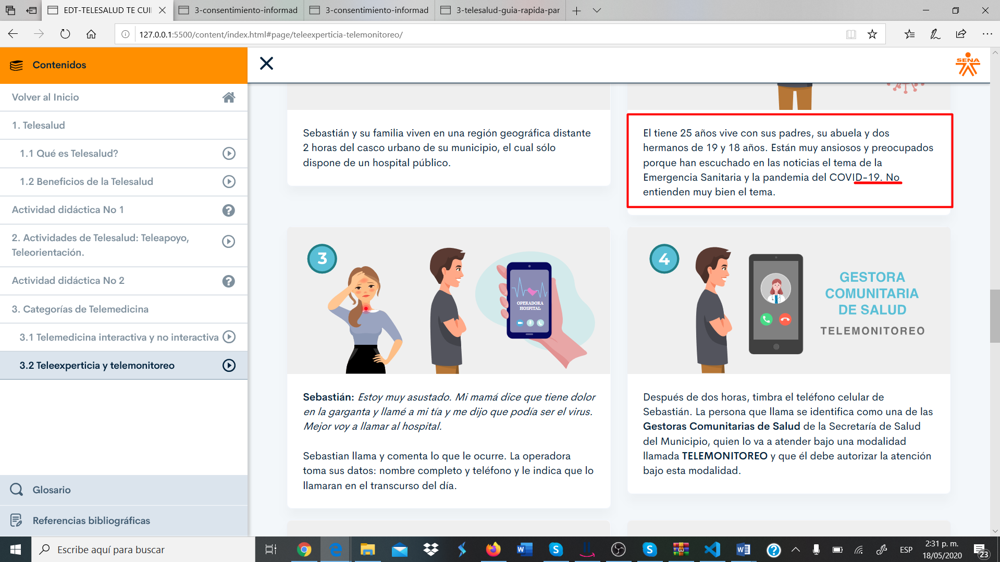 EDT-TELESALUD TE CUI
3-consentimiento-informad
3-consentimiento-informad
3-telesalud-guia-rapida-par
127.0.0.1:5500/content/index.html#page/teleexperticia-telemonitoreo/
Contenidos
Volver al Inicio
1. Telesalud
1.1 Qué es Telesalud?
1.2 Beneficios de la Telesalud
Actividad didáctica No 1
2. Actividades de Telesalud: Teleapoyo,
Teleorientación.
Actividad didáctica No 2
3. Categorías de Telemedicina
3.1 Telemedicina interactiva y no interactiva
3.2 Teleexperticia y telemonitoreo
Glosario
Referencias bibliográficas
SENA
Sebastián y su familia viven en una región geográfica distante
2 horas del casco urbano de su municipio, el cual sólo
dispone de un hospital público.
El tiene 25 años vive con sus padres, su abuela y dos
hermanos de 19 y 18 años. Están muy ansiosos y preocupados
porque han escuchado en las noticias el tema de la
Emergencia Sanitaria y la pandemia del COVID-19. No
entienden muy bien el tema.
3
OPERADORA
HOSPITAL
Sebastián: Estoy muy asustado. Mi mamá dice que tiene dolor
en la garganta y llamé a mi tía y me dijo que podía ser el virus.
Mejor voy a llamar al hospital.
Sebastian llama y comenta lo que le ocurre. La operadora
toma sus datos: nombre completo y teléfono y le indica que lo
llamaran en el transcurso del día.
4
GESTORA
COMUNITARIA
DE SALUD
TELEMONITOREO
Después de dos horas, timbra el teléfono celular de
Sebastián. La persona que llama se identifica como una de las
Gestoras Comunitarias de Salud de la Secretaría de Salud
del Municipio, quien lo va a atender bajo una modalidad
llamada TELEMONITOREO y que él debe autorizar la atención
bajo esta modalidad.
Escribe aquí para buscar
ESP
2:31 p. m.
18/05/2020
23